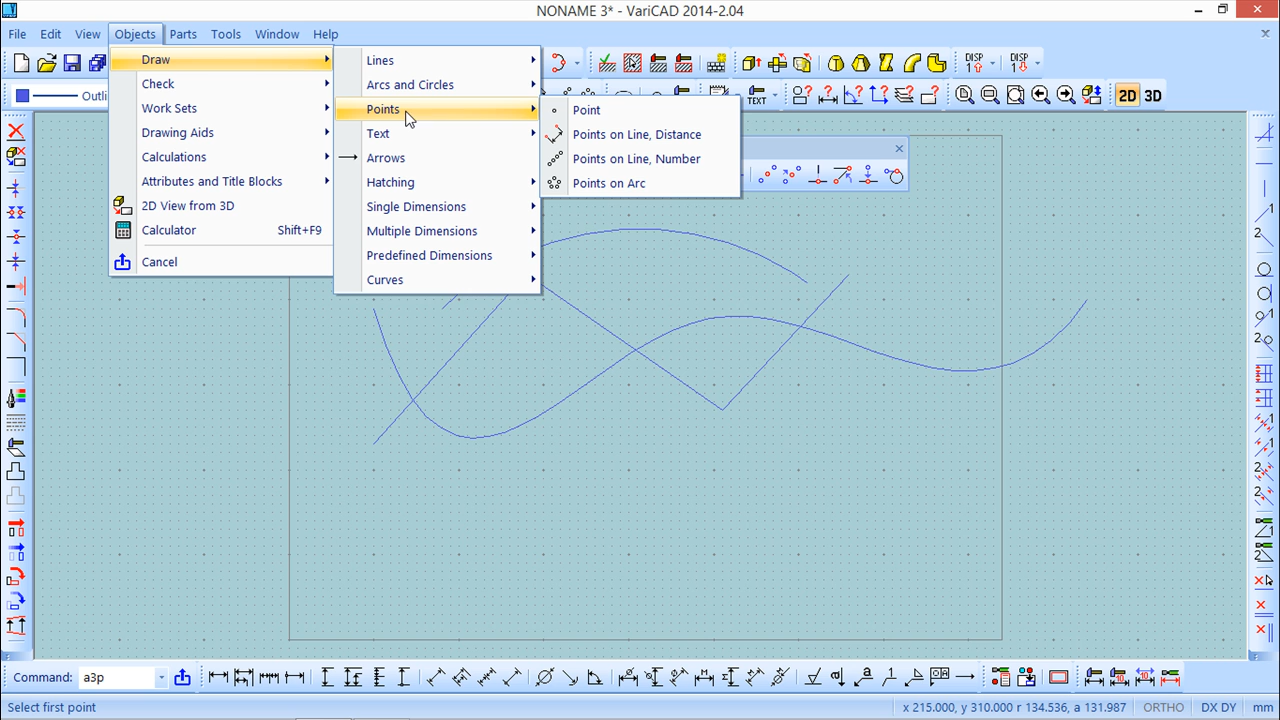 NONAME 3* - VariCAD 2014-2.04
File Edit View Objects Parts Tools Window Help
DISP 1 DISP ↓1
Outli
TEXT
2D 3D
Draw
Check
Work Sets
Drawing Aids
Calculations
Attributes and Title Blocks
2D View from 3D
Calculator Shift+F9
Cancel
Lines
Arcs and Circles
Points
Text
Arrows
Hatching
Single Dimensions
Multiple Dimensions
Predefined Dimensions
Curves
Point
Points on Line, Distance
Points on Line, Number
Points on Arc
Command: a3p
Select first point
x 215.000, y 310.000 r 134.536, a 131.987 ORTHO DX DY mm